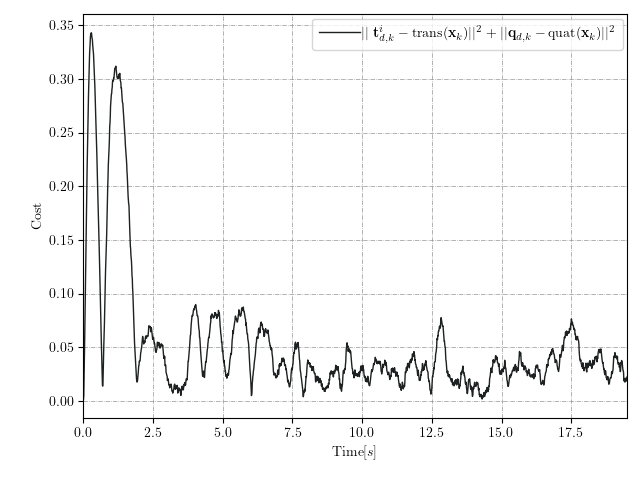 0.35
|| t^i_{d,k} − trans(x_k)||^2 + ||q_{d,k} − quat(x_k)||^2
0.30
0.25
0.20
Cost
0.15
0.10
0.05
0.00
0.0 2.5 5.0 7.5 10.0 12.5 15.0 17.5
Time[s]